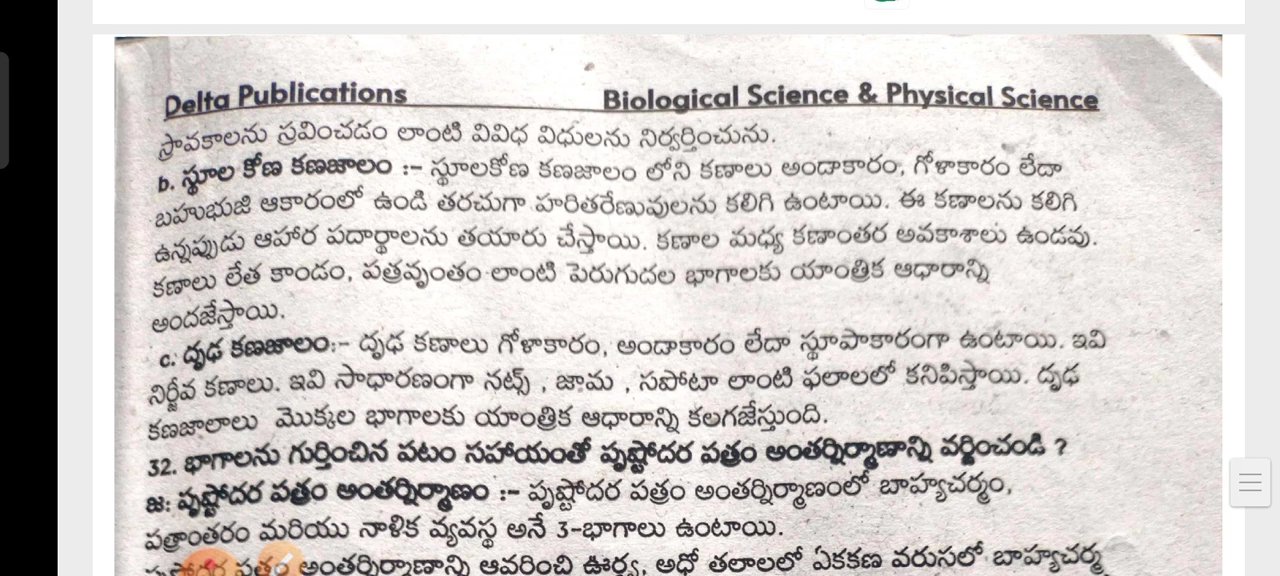 Delta Publications Biological Science & Physical Science
స్రావకాలను స్రవించడం లాంటి వివిధ విధులను నిర్వర్తించును.
b. స్థూల కోణ కణజాలం :- స్థూలకోణ కణజాలం లోని కణాలు అండాకారం, గోళాకారం లేదా
బహుభుజి ఆకారంలో ఉండి తరచుగా హరితరేణువులను కలిగి ఉంటాయి. ఈ కణాలను కలిగి
ఉన్నప్పుడు ఆహార పదార్థాలను తయారు చేస్తాయి. కణాల మధ్య కణాంతర అవకాశాలు ఉండవు.
కణాలు లేత కాండం, పత్రవృంతం లాంటి పెరుగుదల భాగాలకు యాంత్రిక ఆధారాన్ని
అందజేస్తాయి.
c. దృఢ కణజాలం:- దృఢ కణాలు గోళాకారం, అండాకారం లేదా స్థూపాకారంగా ఉంటాయి. ఇవి
నిర్జీవ కణాలు. ఇవి సాధారణంగా నట్స్ , జామ , సపోటా లాంటి ఫలాలలో కనిపిస్తాయి. దృఢ
కణజాలాలు మొక్కల భాగాలకు యాంత్రిక ఆధారాన్ని కలగజేస్తుంది.
32. భాగాలను గుర్తించిన పటం సహాయంతో పృష్టోదర పత్రం అంతర్నిర్మాణాన్ని వర్ణించండి ?
జ: పృష్టోదర పత్రం అంతర్నిర్మాణం :- పృష్టోదర పత్రం అంతర్నిర్మాణంలో బాహ్యచర్మం,
పత్రాంతరం మరియు నాళిక వ్యవస్థ అనే 3-భాగాలు ఉంటాయి.
పత్రం అంతర్నిర్మాణాన్ని ఆవరించి ఊర్ధ్వ, అధో తలాలలో ఏకకణ వరుసలో బాహ్యచర్మ